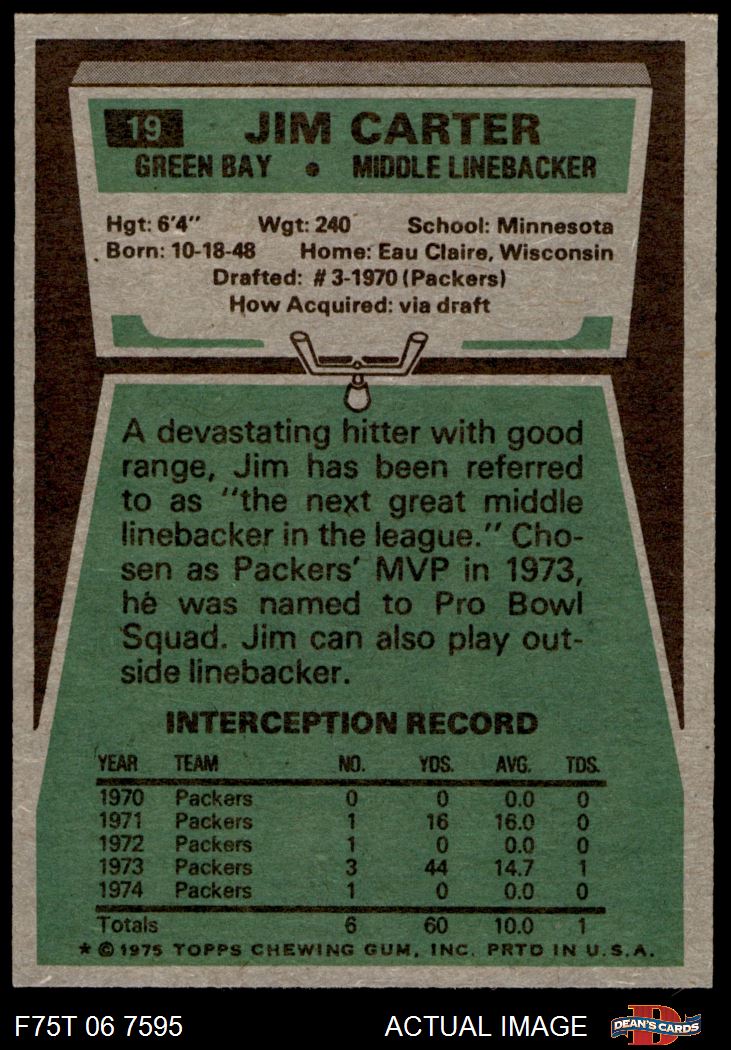 19 JIM CARTER
GREEN BAY • MIDDLE LINEBACKER
Hgt: 6'4" Wgt: 240 School: Minnesota
Born: 10-18-48 Home: Eau Claire, Wisconsin
Drafted: #3-1970 (Packers)
How Acquired: via draft
A devastating hitter with good
range, Jim has been referred
to as "the next great middle
linebacker in the league." Cho-
sen as Packers' MVP in 1973,
he was named to Pro Bowl
Squad. Jim can also play out-
side linebacker.
INTERCEPTION RECORD
YEAR TEAM NO. YDS. AVG. TDS.
1970 Packers 0 0 0.0 0
1971 Packers 1 16 16.0 0
1972 Packers 1 0 0.0 0
1973 Packers 3 44 14.7 1
1974 Packers 1 0 0.0 0
Totals 6 60 10.0 1
* © 1975 TOPPS CHEWING GUM, INC. PRTD IN U.S.A.
F75T 06 7595 ACTUAL IMAGE D DEAN'S CARDS